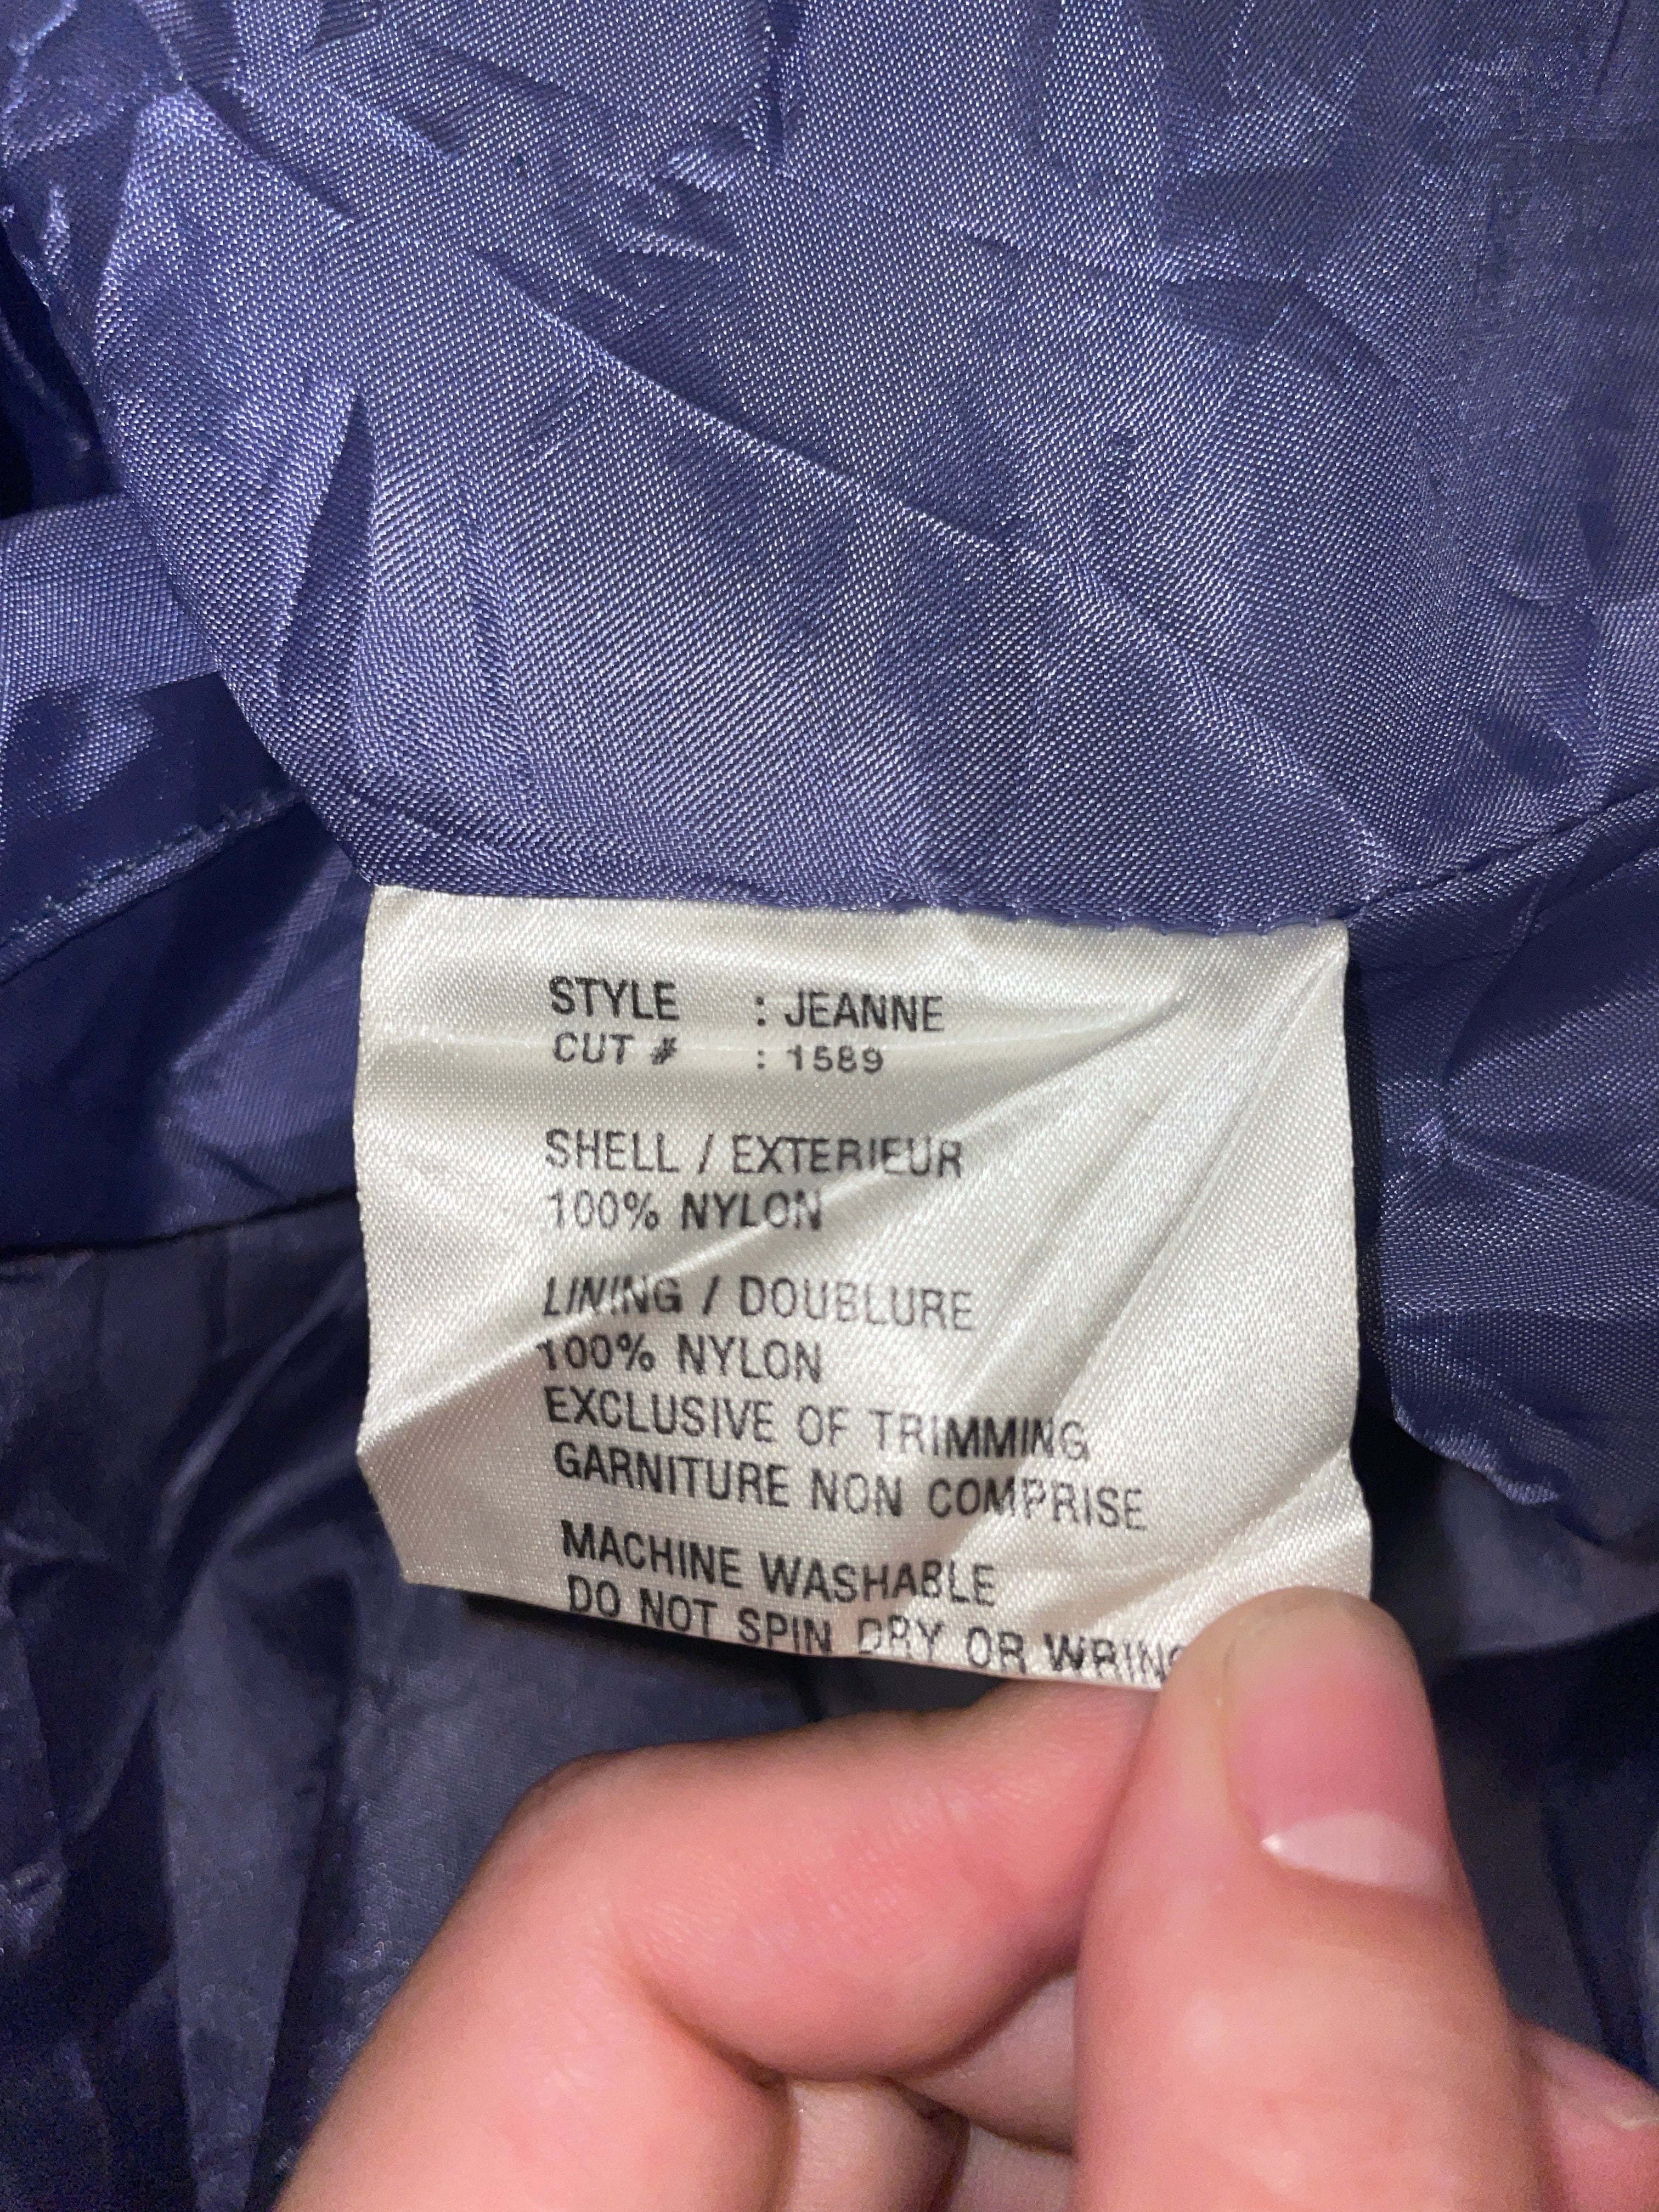 STYLE : JEANNE
CUT # : 1589
SHELL / EXTERIEUR
100% NYLON
LINING / DOUBLURE
100% NYLON
EXCLUSIVE OF TRIMMING
GARNITURE NON COMPRISE
MACHINE WASHABLE
DO NOT SPIN DRY OR WRING